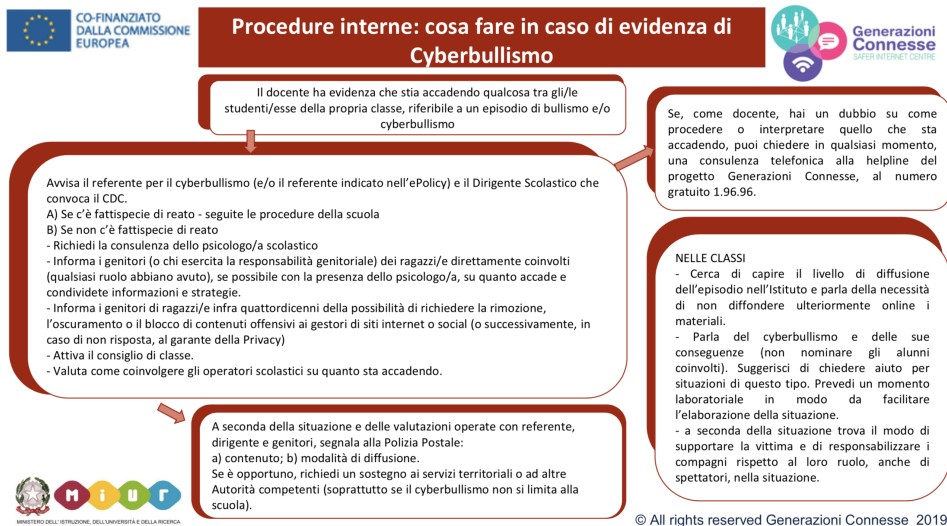 CO-FINANZIATO
DALLA COMMISSIONE
EUROPEA
Procedure interne: cosa fare in caso di evidenza di
Cyberbullismo
Generazioni
Connesse
SAFER INTERNET CENTRE
Il docente ha evidenza che stia accadendo qualcosa tra gli/le
studenti/esse della propria classe, riferibile a un episodio di bullismo e/o
cyberbullismo
Se, come docente, hai un dubbio su come
procedere o interpretare quello che sta
accadendo, puoi chiedere in qualsiasi momento,
una consulenza telefonica alla helpline del
progetto Generazioni Connesse, al numero
gratuito 1.96.96.
Avvisa il referente per il cyberbullismo (e/o il referente indicato nell'ePolicy) e il Dirigente Scolastico che
convoca il CDC.
A) Se c'è fattispecie di reato - seguite le procedure della scuola
B) Se non c'è fattispecie di reato
- Richiedi la consulenza dello psicologo/a scolastico
- Informa i genitori (o chi esercita la responsabilità genitoriale) dei ragazzi/e direttamente coinvolti
(qualsiasi ruolo abbiano avuto), se possibile con la presenza dello psicologo/a, su quanto accade e
condividete informazioni e strategie.
- Informa i genitori di ragazzi/e infra quattordicenni della possibilità di richiedere la rimozione,
l'oscuramento o il blocco di contenuti offensivi ai gestori di siti internet o social (o successivamente, in
caso di non risposta, al garante della Privacy)
- Attiva il consiglio di classe.
- Valuta come coinvolgere gli operatori scolastici su quanto sta accadendo.
NELLE CLASSI
- Cerca di capire il livello di diffusione
dell'episodio nell'Istituto e parla della necessità
di non diffondere ulteriormente online i
materiali.
- Parla del cyberbullismo e delle sue
conseguenze (non nominare gli alunni
coinvolti). Suggerisci di chiedere aiuto per
situazioni di questo tipo. Prevedi un momento
laboratoriale in modo da facilitare
l'elaborazione della situazione.
- a seconda della situazione trova il modo di
supportare la vittima e di responsabilizzare i
compagni rispetto al loro ruolo, anche di
spettatori, nella situazione.
A seconda della situazione e delle valutazioni operate con referente,
dirigente e genitori, segnala alla Polizia Postale:
a) contenuto; b) modalità di diffusione.
Se è opportuno, richiedi un sostegno ai servizi territoriali o ad altre
Autorità competenti (soprattutto se il cyberbullismo non si limita alla
scuola).
miur
MINISTERO DELL' ISTRUZIONE, DELL'UNIVERSITÀ E DELLA RICERCA
© All rights reserved Generazioni Connesse 2019